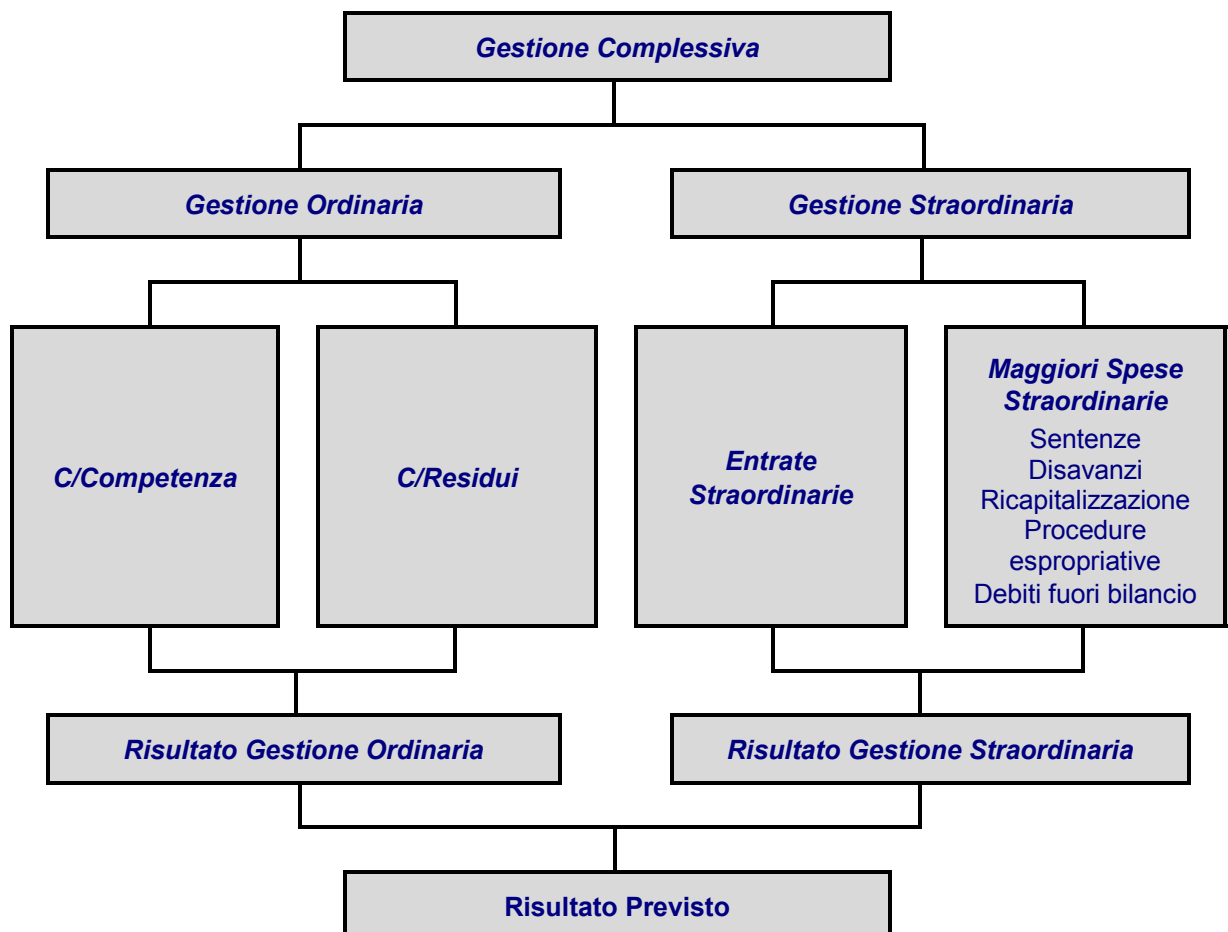 Gestione Complessiva
Gestione Ordinaria
Gestione Straordinaria
C/Competenza
C/Residui
Entrate
Straordinarie
Maggiori Spese
Straordinarie
Sentenze
Disavanzi
Ricapitalizzazione
Procedure
espropriative
Debiti fuori bilancio
Risultato Gestione Ordinaria
Risultato Gestione Straordinaria
Risultato Previsto